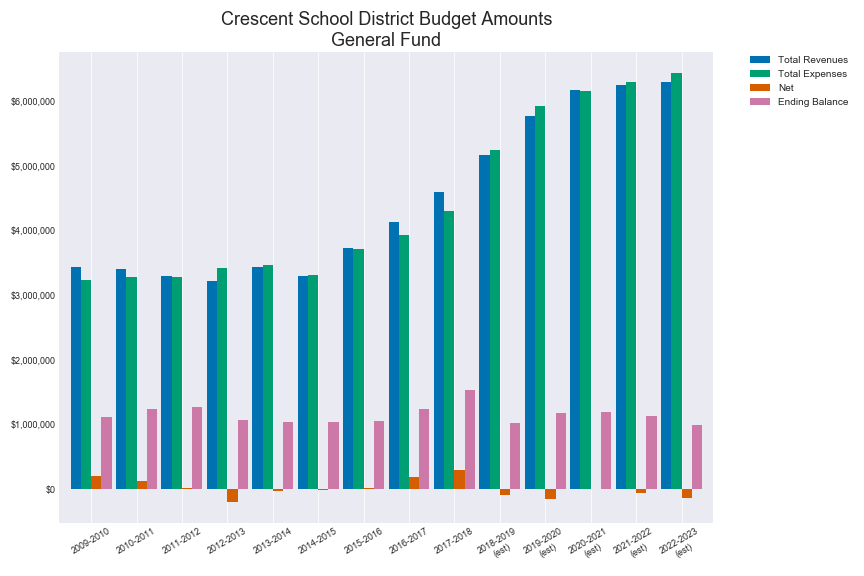 Crescent School District Budget Amounts
General Fund
Total Revenues
Total Expenses
Net
Ending Balance
$6,000,000
$5,000,000
$4,000,000
$3,000,000
$2,000,000
$1,000,000
$0
2009-2010
2010-2011
2011-2012
2012-2013
2013-2014
2014-2015
2015-2016
2016-2017
2017-2018
2018-2019
(est)
2019-2020
(est)
2020-2021
(est)
2021-2022
(est)
2022-2023
(est)